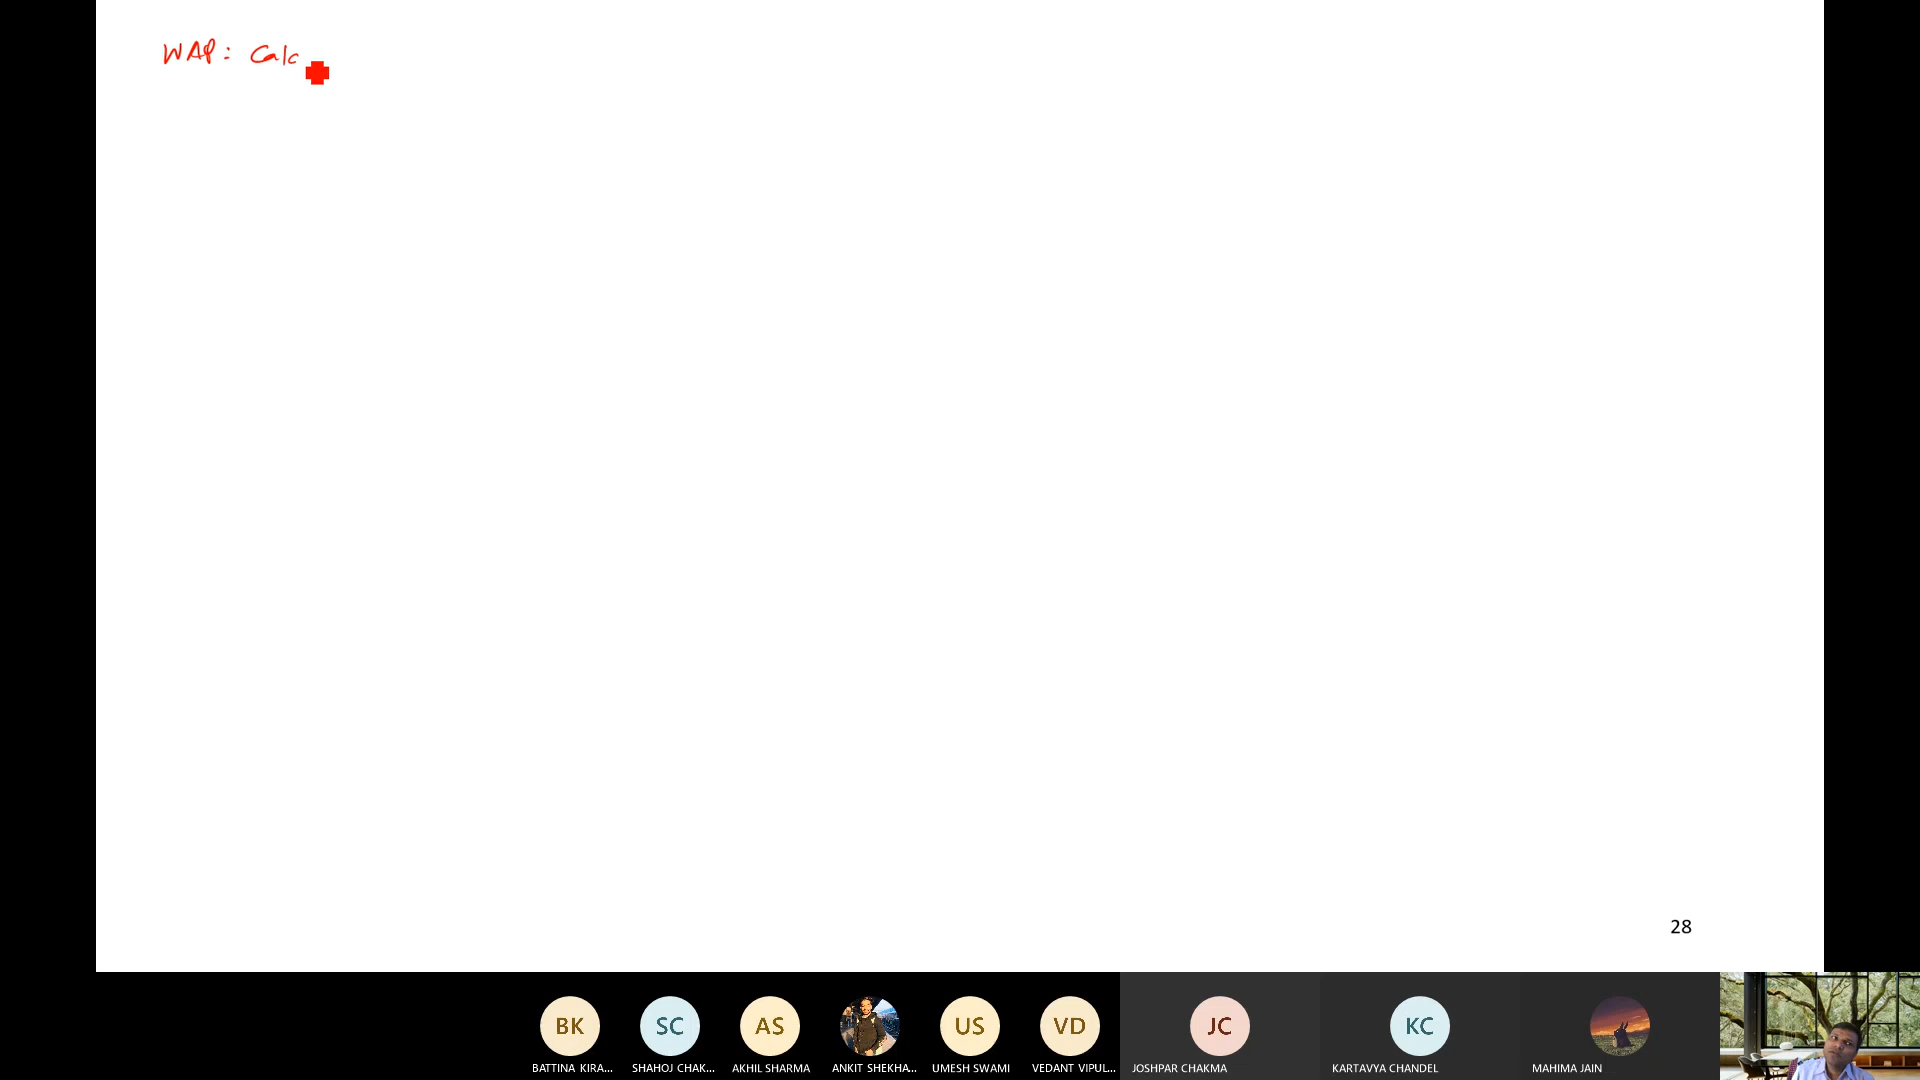 WAP: Calc
28
BK SC AS US VD JC KC
BATTINA KIRA... SHAHOJ CHAK... AKHIL SHARMA ANKIT SHEKHA... UMESH SWAMI VEDANT VIPUL... JOSHPAR CHAKMA KARTAVYA CHANDEL MAHIMA JAIN